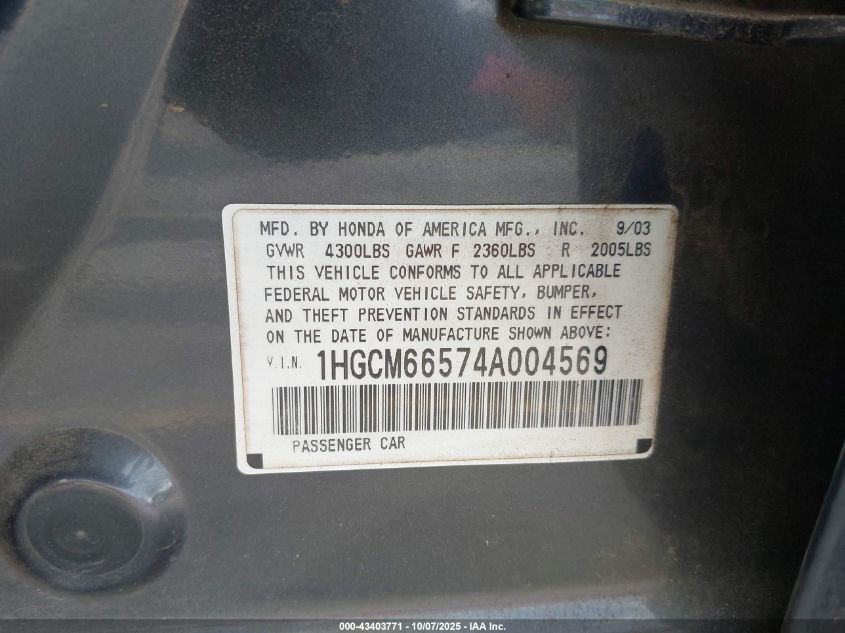 MFD. BY HONDA OF AMERICA MFG., INC. 9/03
GVWR 4300LBS GAWR F 2360LBS R 2005LBS
THIS VEHICLE CONFORMS TO ALL APPLICABLE
FEDERAL MOTOR VEHICLE SAFETY, BUMPER,
AND THEFT PREVENTION STANDARDS IN EFFECT
ON THE DATE OF MANUFACTURE SHOWN ABOVE:
V.I.N. 1HGCM66574A004569
PASSENGER CAR
000-43403771 - 10/07/2025 - IAA Inc.